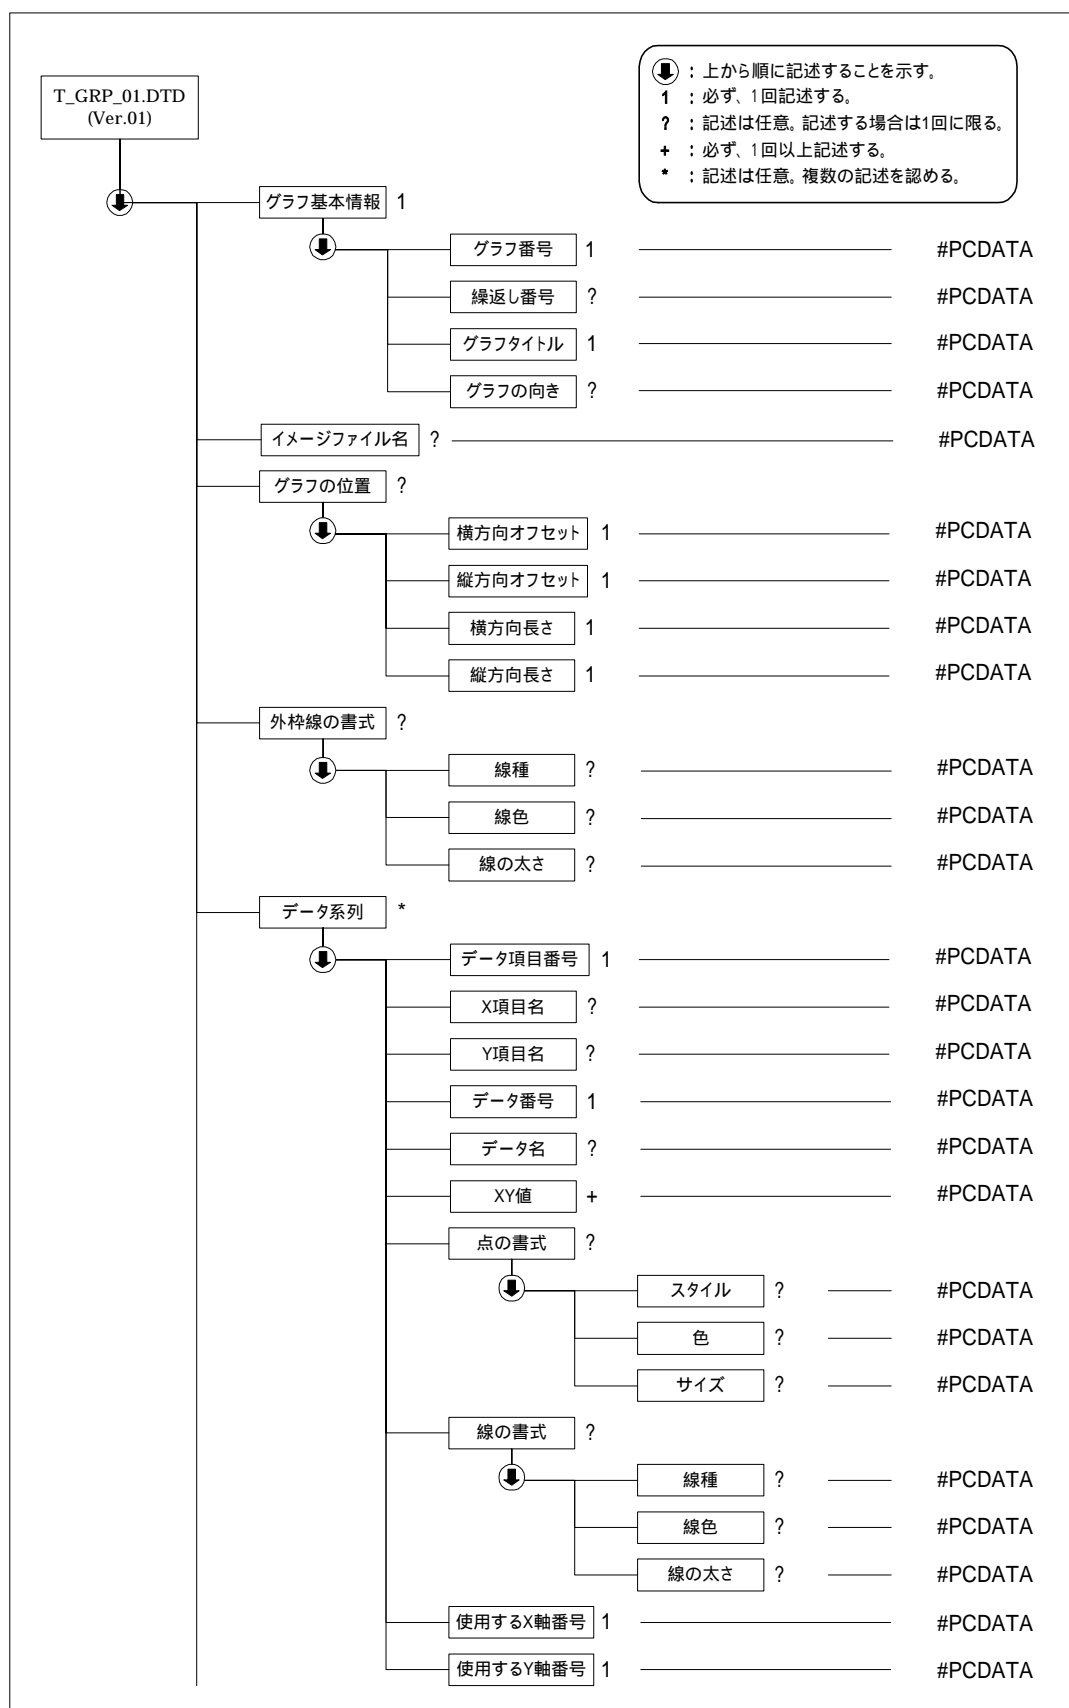 ：上から順に記述することを示す。
1 ：必ず、1回記述する。
? ：記述は任意。記述する場合は1回に限る。
+ ：必ず、1回以上記述する。
* ：記述は任意。複数の記述を認める。
T_GRP_01.DTD
(Ver.01)
グラフ基本情報 1
グラフ番号 1 #PCDATA
繰返し番号 ? #PCDATA
グラフタイトル 1 #PCDATA
グラフの向き ? #PCDATA
イメージファイル名 ? #PCDATA
グラフの位置 ?
横方向オフセット 1 #PCDATA
縦方向オフセット 1 #PCDATA
横方向長さ 1 #PCDATA
縦方向長さ 1 #PCDATA
外枠線の書式 ?
線種 ? #PCDATA
線色 ? #PCDATA
線の太さ ? #PCDATA
データ系列 *
データ項目番号 1 #PCDATA
X項目名 ? #PCDATA
Y項目名 ? #PCDATA
データ番号 1 #PCDATA
データ名 ? #PCDATA
XY値 + #PCDATA
点の書式 ?
スタイル ? #PCDATA
色 ? #PCDATA
サイズ ? #PCDATA
線の書式 ?
線種 ? #PCDATA
線色 ? #PCDATA
線の太さ ? #PCDATA
使用するX軸番号 1 #PCDATA
使用するY軸番号 1 #PCDATA